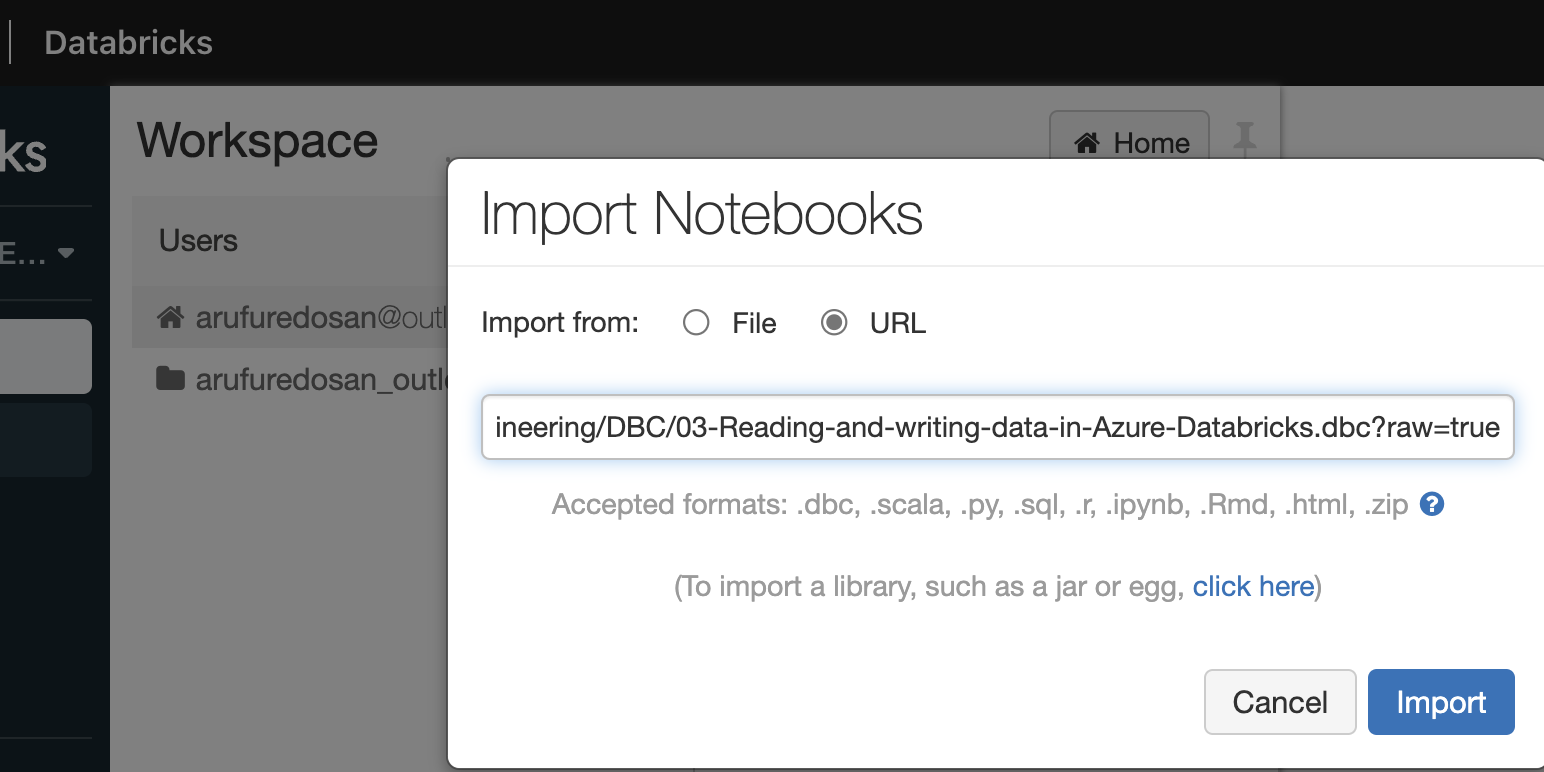 Databricks
Workspace
Home
ks
E...
Users
arufuredosan@outl
arufuredosan_outl
Import Notebooks
Import from:
File
URL
ineering/DBC/03-Reading-and-writing-data-in-Azure-Databricks.dbc?raw=true
Accepted formats: .dbc, .scala, .py, .sql, .r, .ipynb, .Rmd, .html, .zip ?
(To import a library, such as a jar or egg, click here)
Cancel
Import